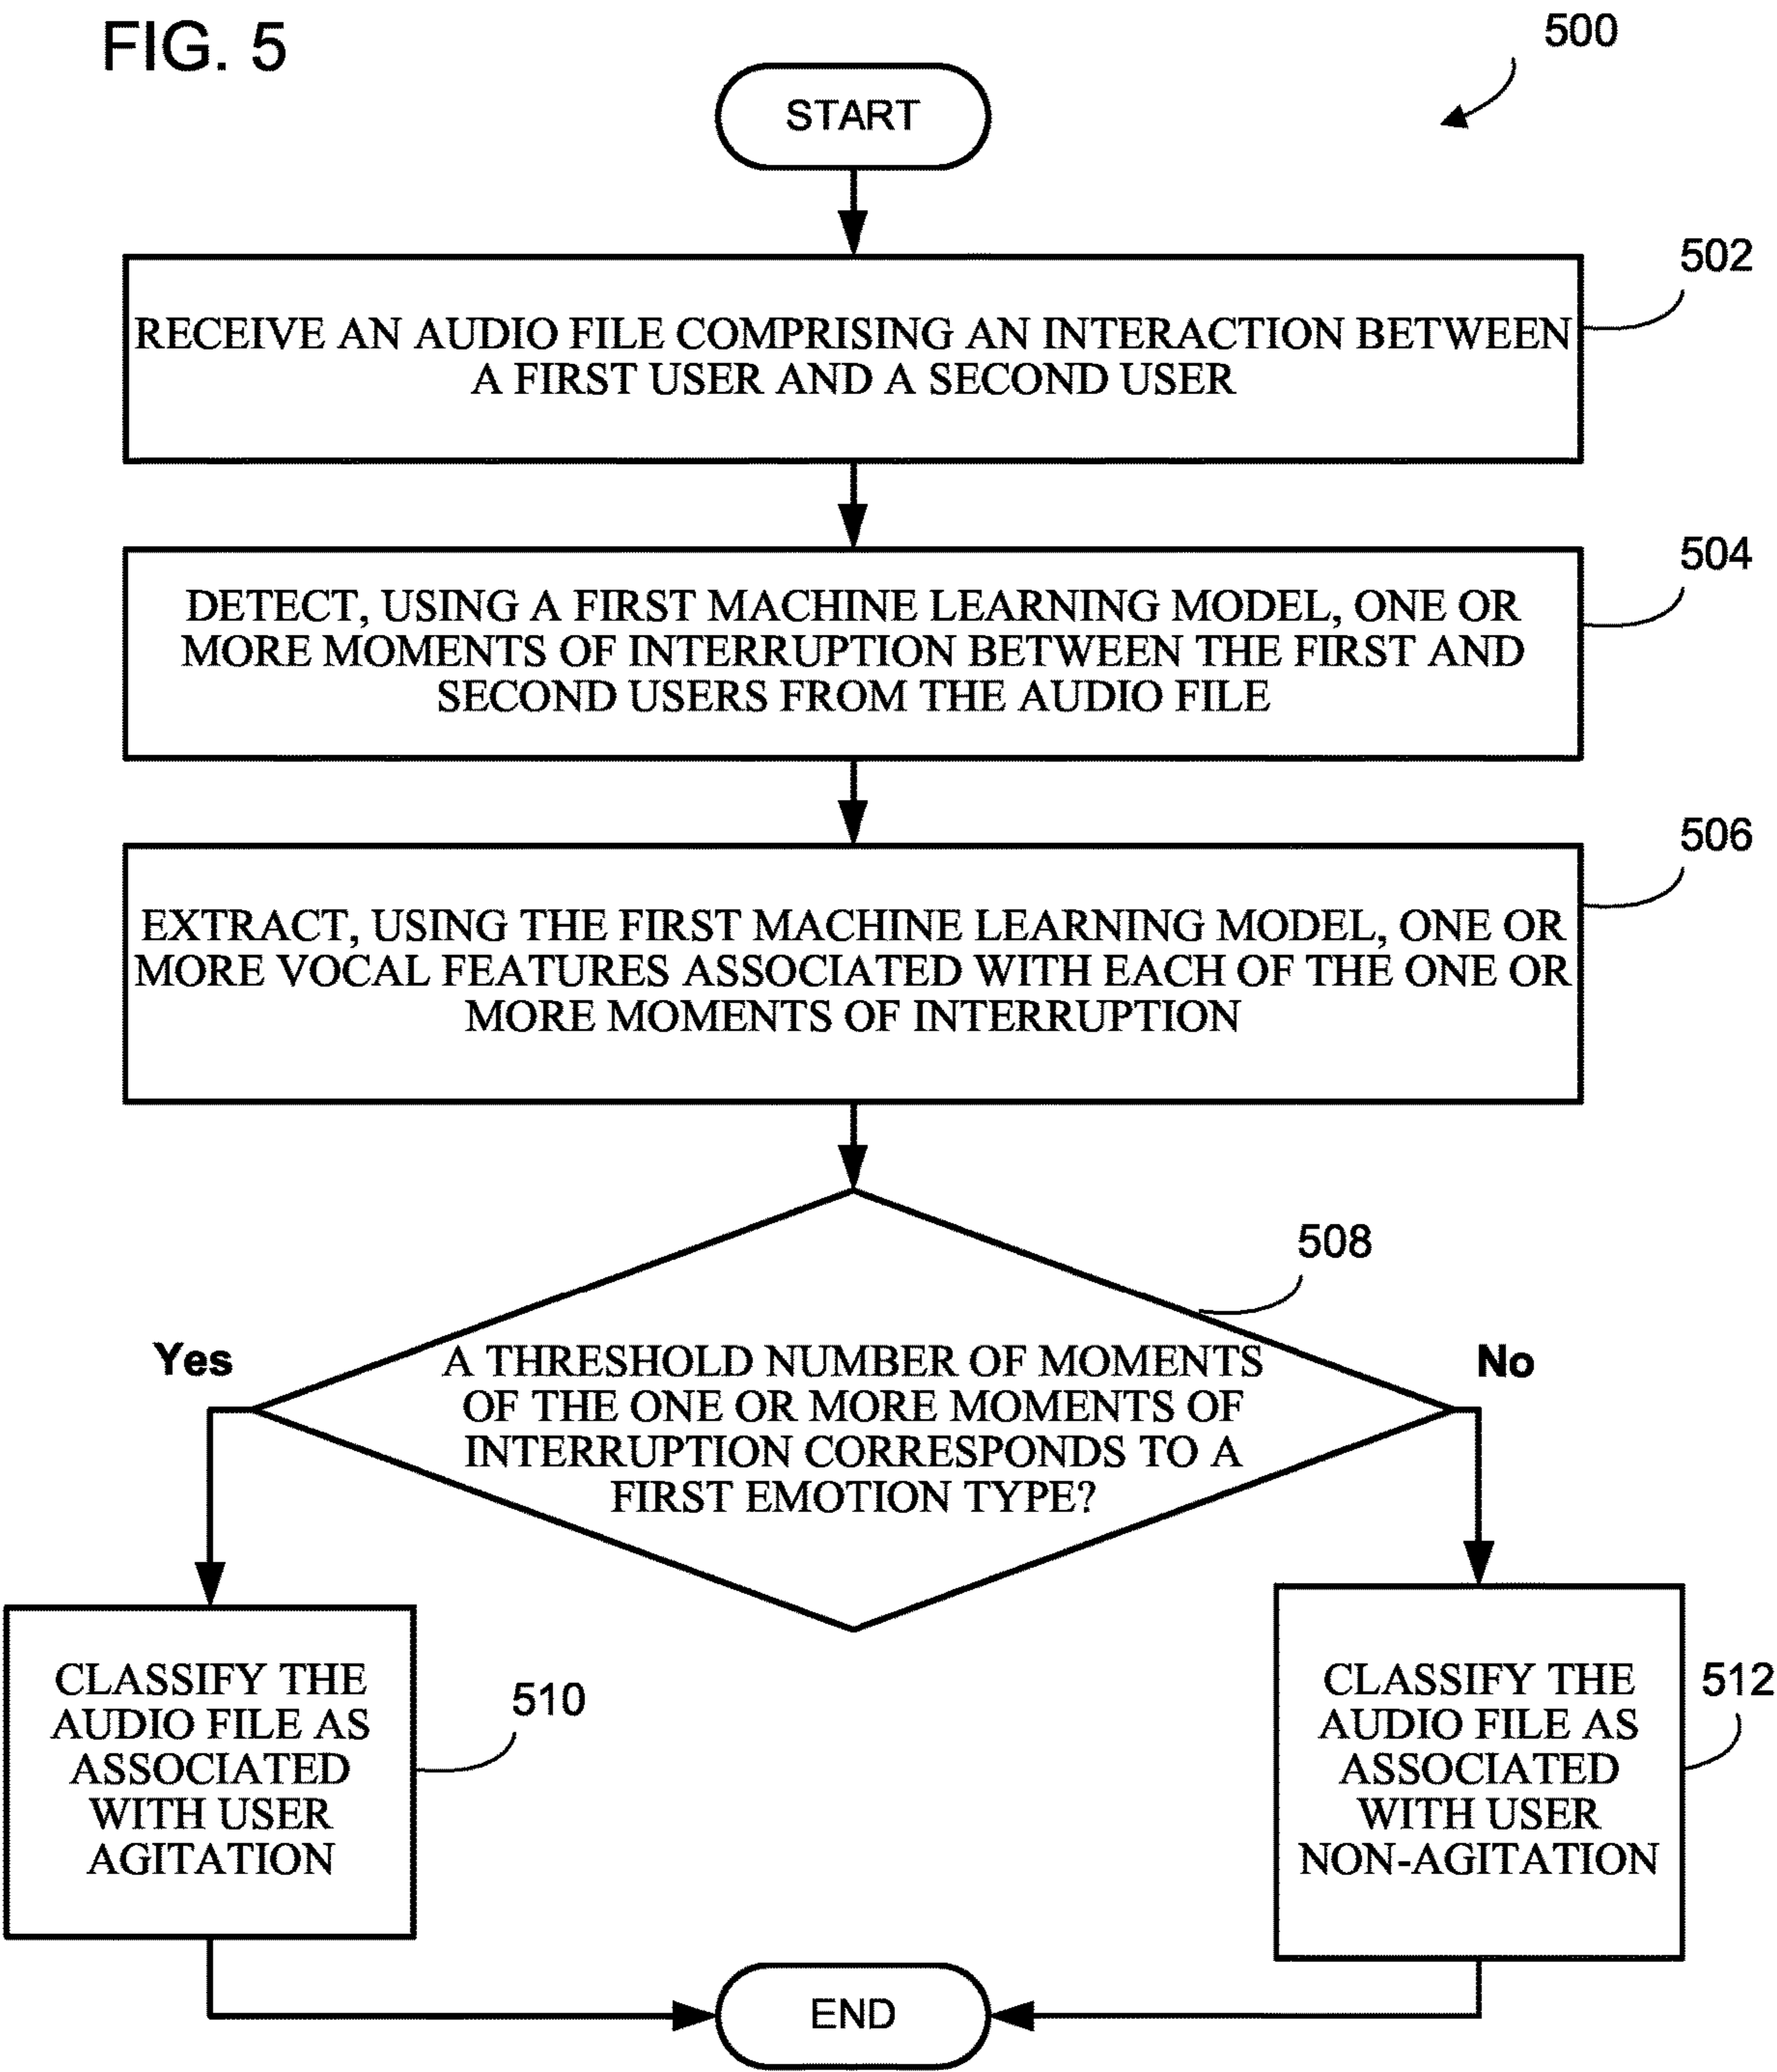 FIG. 5
500
START
502
RECEIVE AN AUDIO FILE COMPRISING AN INTERACTION BETWEEN
A FIRST USER AND A SECOND USER
504
DETECT, USING A FIRST MACHINE LEARNING MODEL, ONE OR
MORE MOMENTS OF INTERRUPTION BETWEEN THE FIRST AND
SECOND USERS FROM THE AUDIO FILE
506
EXTRACT, USING THE FIRST MACHINE LEARNING MODEL, ONE OR
MORE VOCAL FEATURES ASSOCIATED WITH EACH OF THE ONE OR
MORE MOMENTS OF INTERRUPTION
508
Yes
No
A THRESHOLD NUMBER OF MOMENTS
OF THE ONE OR MORE MOMENTS OF
INTERRUPTION CORRESPONDS TO A
FIRST EMOTION TYPE?
CLASSIFY THE
AUDIO FILE AS
ASSOCIATED
WITH USER
AGITATION
510
CLASSIFY THE
AUDIO FILE AS
ASSOCIATED
WITH USER
NON-AGITATION
512
END